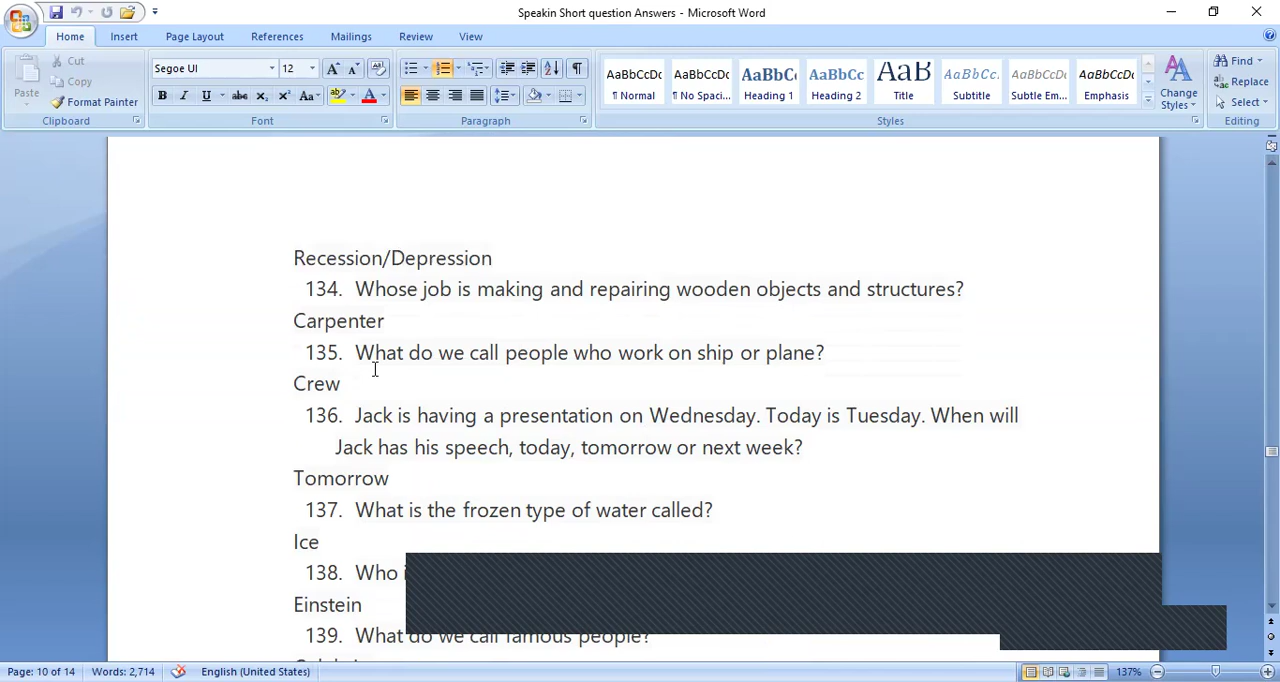 Speakin Short question Answers - Microsoft Word
Home Insert Page Layout References Mailings Review View
Paste
Cut
Copy
Format Painter
Clipboard
Segoe UI 12
Font
Paragraph
AaBbCcDc AaBbCcDc AaBbC AaBbCc AaB AaBbCc. AaBbCcDc AaBbCcDc
¶ Normal ¶ No Spaci... Heading 1 Heading 2 Title Subtitle Subtle Em... Emphasis
Change Styles
Styles
Find
Replace
Select
Editing
Recession/Depression
134. Whose job is making and repairing wooden objects and structures?
Carpenter
135. What do we call people who work on ship or plane?
Crew
136. Jack is having a presentation on Wednesday. Today is Tuesday. When will
Jack has his speech, today, tomorrow or next week?
Tomorrow
137. What is the frozen type of water called?
Ice
138. Who
Einstein
139. What do we call famous people?
Page: 10 of 14 Words: 2,714 English (United States) 137%